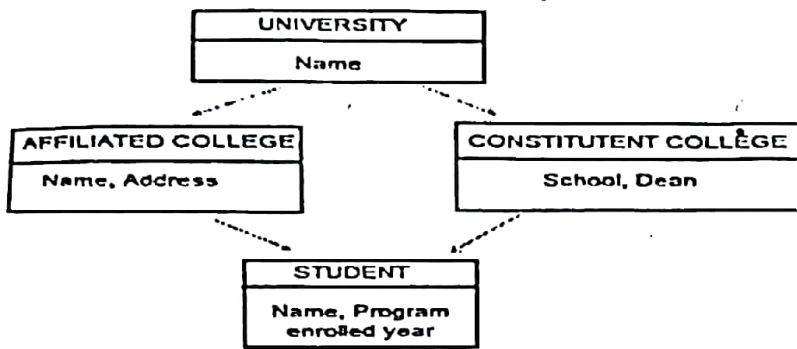 UNIVERSITY
Name
AFFILIATED COLLEGE
Name, Address
CONSTITUTENT COLLEGE
School, Dean
STUDENT
Name, Program
enrolled year